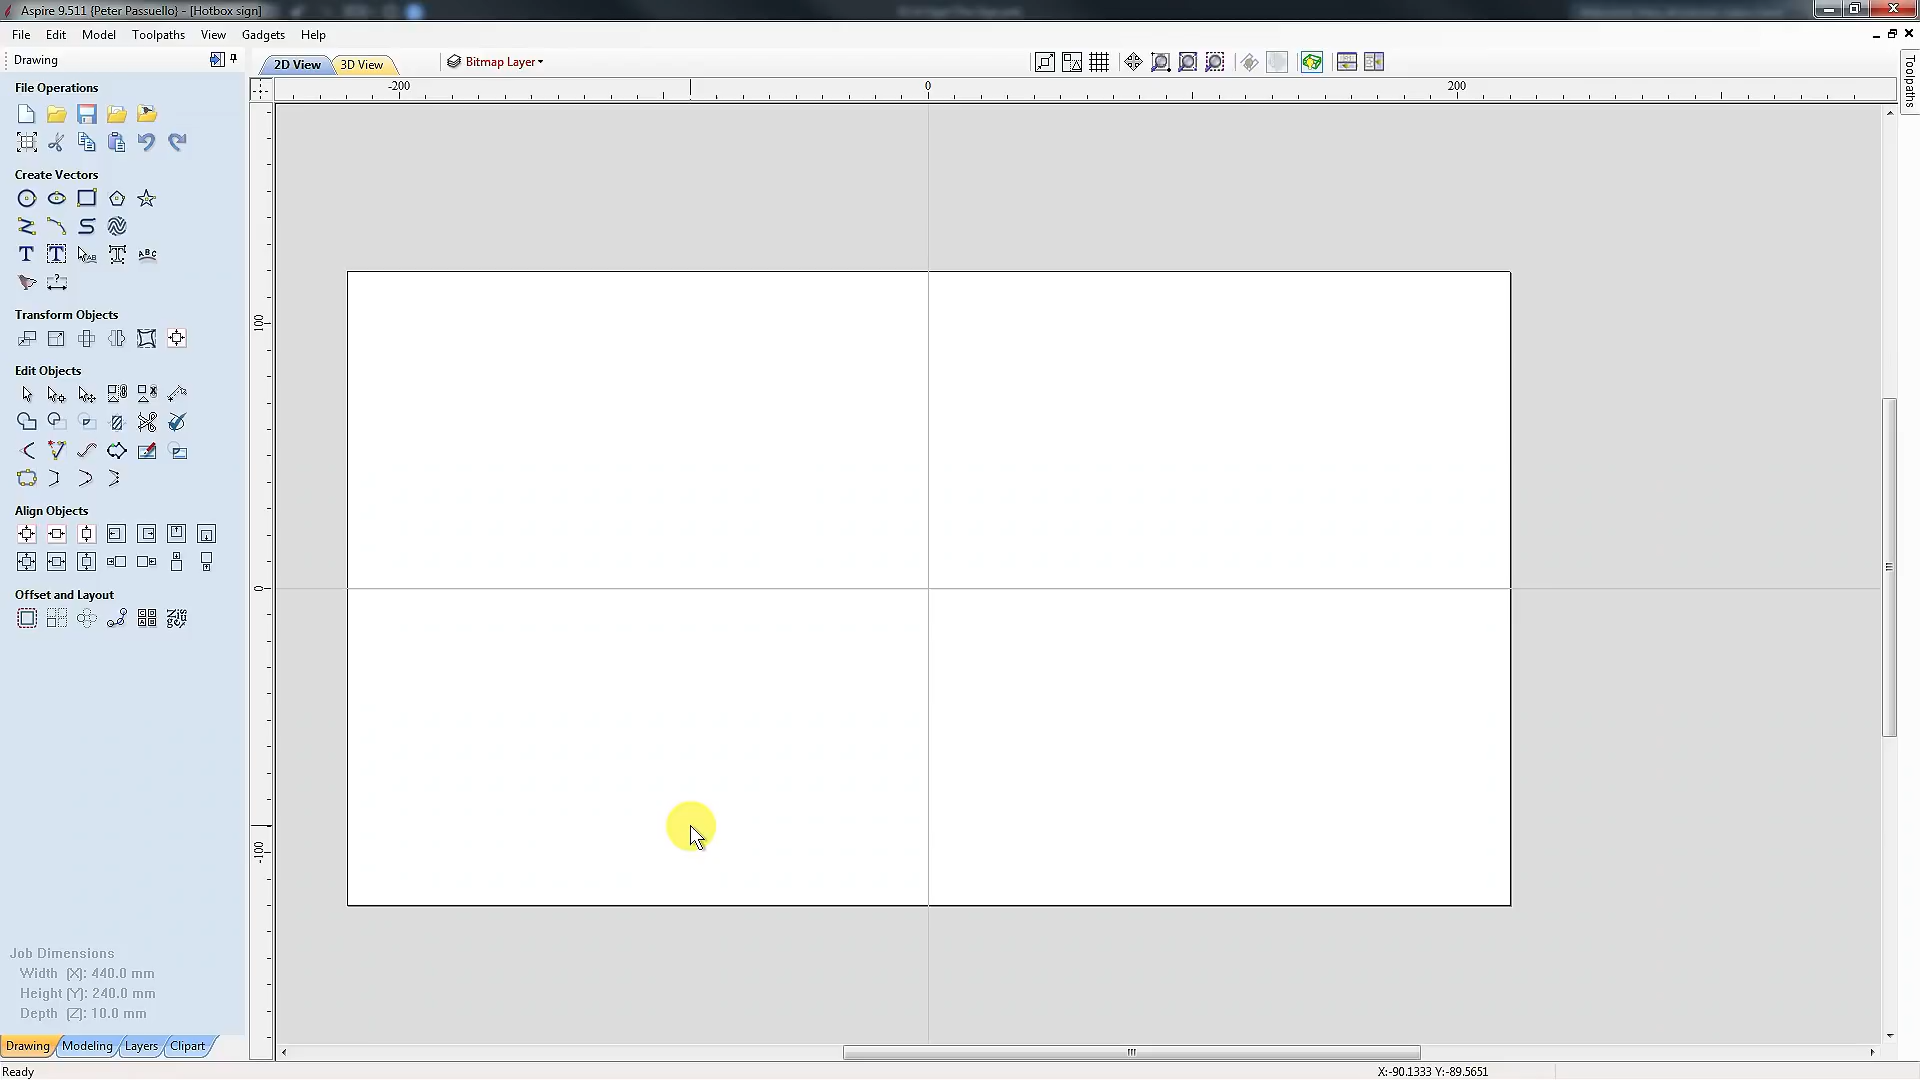 Aspire 9.511 {Peter Passuello} - [Hotbox sign]
File Edit Model Toolpaths View Gadgets Help
Drawing
2D View 3D View Bitmap Layer
Toolpaths
File Operations
-200 0 200
Create Vectors
Transform Objects
100
Edit Objects
Align Objects
0
Offset and Layout
-100
Job Dimensions
Width (X): 440.0 mm
Height (Y): 240.0 mm
Depth (Z): 10.0 mm
Drawing Modeling Layers Clipart
Ready
X:-90.1333 Y:-89.5651